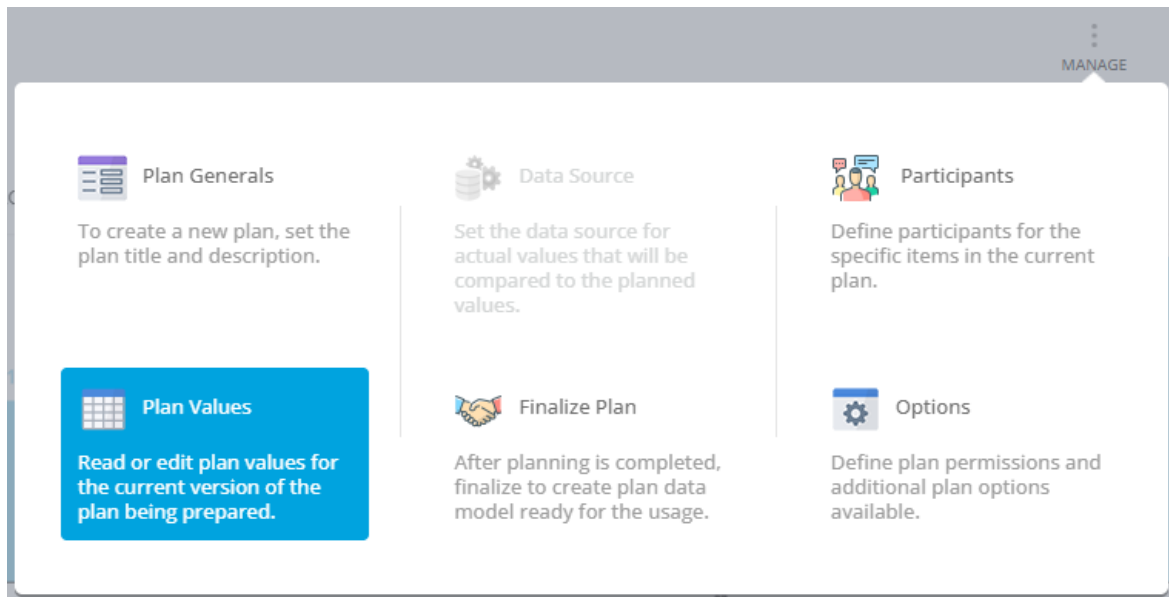 MANAGE
Plan Generals
To create a new plan, set the
plan title and description.
Data Source
Set the data source for
actual values that will be
compared to the planned
values.
Participants
Define participants for the
specific items in the current
plan.
Plan Values
Read or edit plan values for
the current version of the
plan being prepared.
Finalize Plan
After planning is completed,
finalize to create plan data
model ready for the usage.
Options
Define plan permissions and
additional plan options
available.